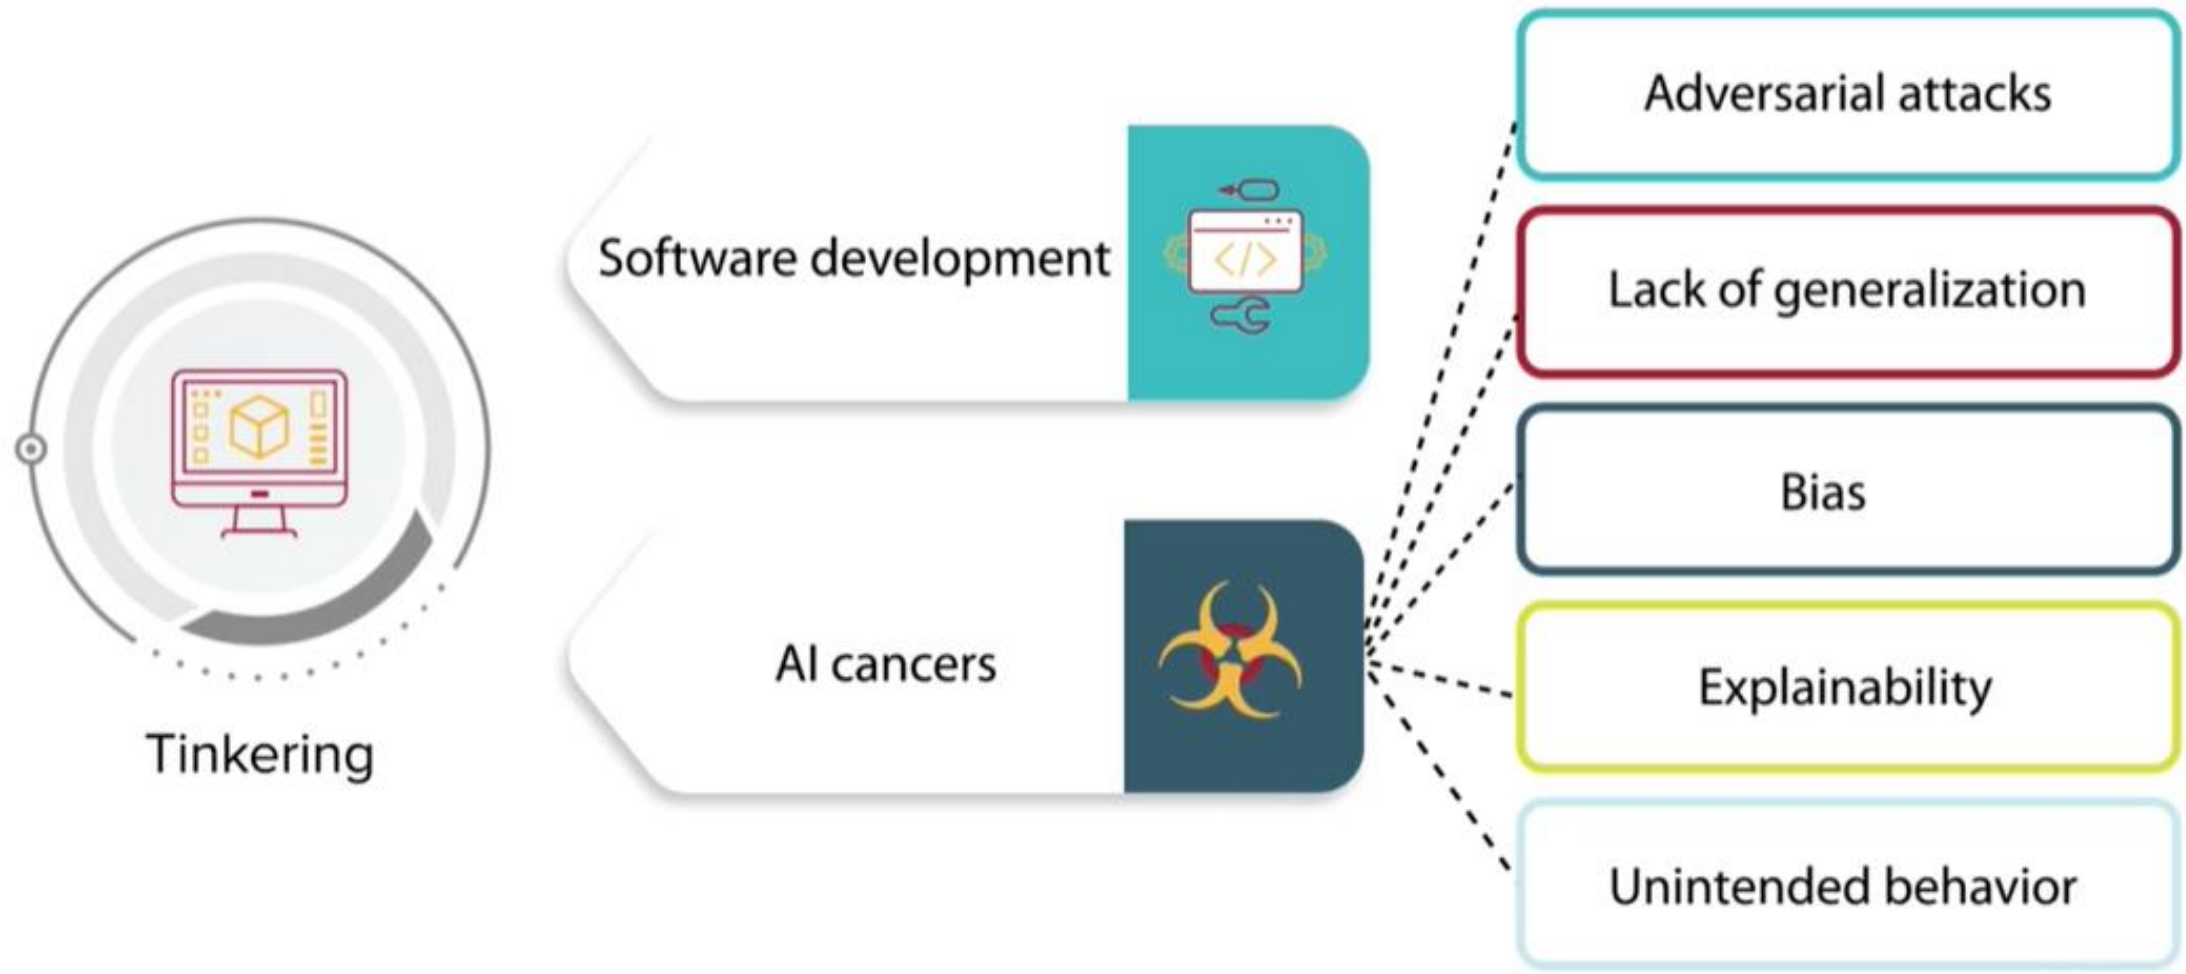 Tinkering
Software development
AI cancers
Adversarial attacks
Lack of generalization
Bias
Explainability
Unintended behavior